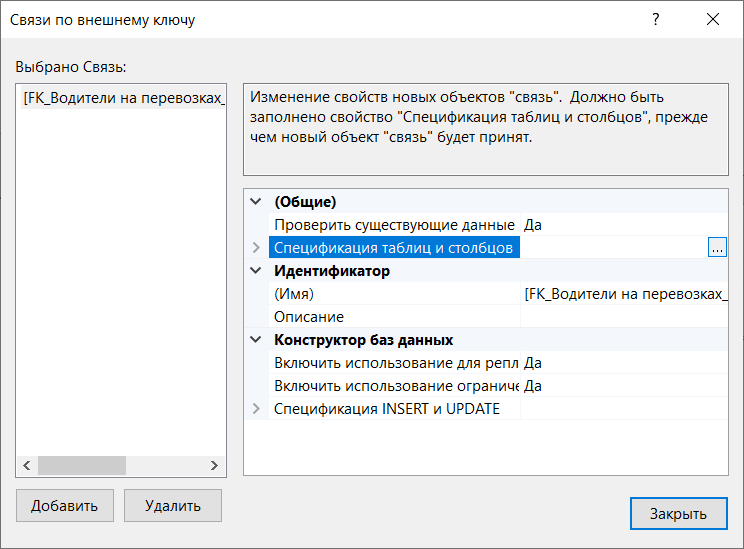 Связи по внешнему ключу
?
Выбрано Связь:
[FK_Водители на перевозках_
Изменение свойств новых объектов "связь".  Должно быть
заполнено свойство "Спецификация таблиц и столбцов", прежде
чем новый объект "связь" будет принят.
(Общие)
Проверить существующие данные Да
Спецификация таблиц и столбцов ...
Идентификатор
(Имя) [FK_Водители на перевозках_
Описание
Конструктор баз данных
Включить использование для репл Да
Включить использование ограниче Да
Спецификация INSERT и UPDATE
Добавить Удалить
Закрыть